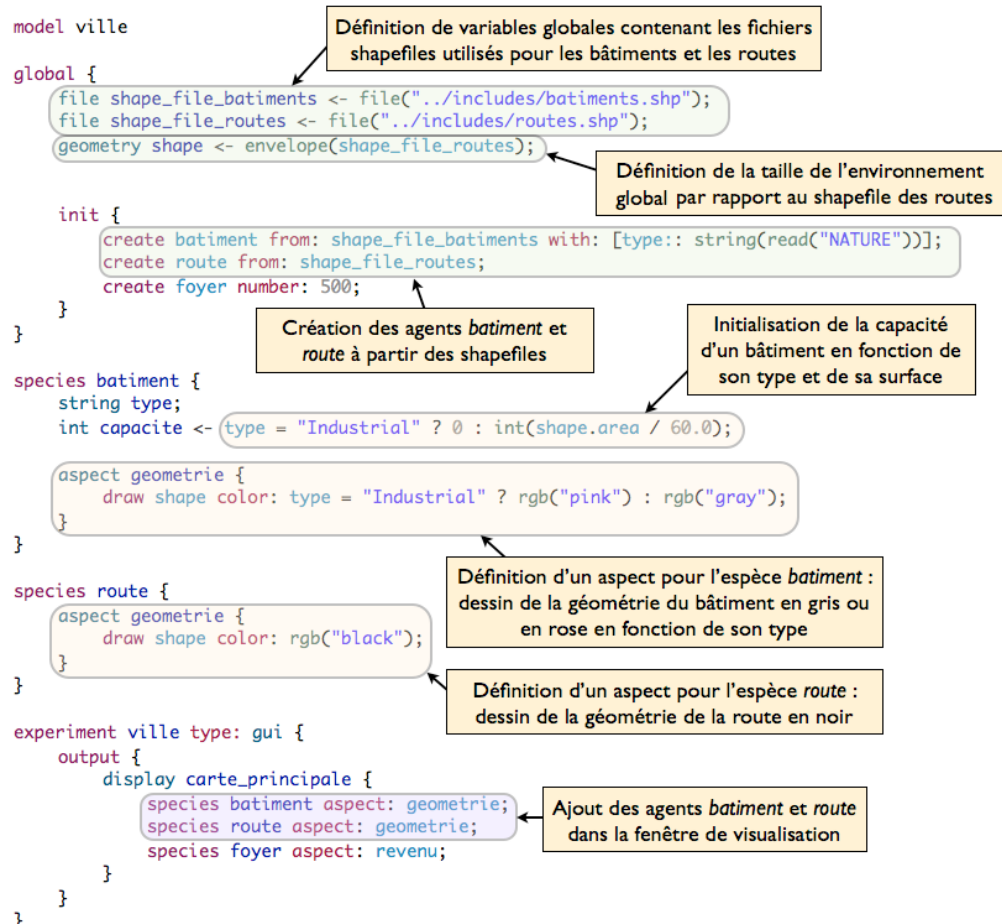 model ville
Définition de variables globales contenant les fichiers
shapefiles utilisés pour les bâtiments et les routes
global {
file shape_file_batiments <- file("../includes/batiments.shp");
file shape_file_routes <- file("../includes/routes.shp");
geometry shape <- envelope(shape_file_routes);
Définition de la taille de l'environnement
global par rapport au shapefile des routes
init {
create batiment from: shape_file_batiments with: [type:: string(read("NATURE"))];
create route from: shape_file_routes;
create foyer number: 500;
}
}
Création des agents batiment et
route à partir des shapefiles
Initialisation de la capacité
d'un bâtiment en fonction de
son type et de sa surface
species batiment {
string type;
int capacite <- type = "Industrial" ? 0 : int(shape.area / 60.0);
aspect geometrie {
draw shape color: type = "Industrial" ? rgb("pink") : rgb("gray");
}
}
Définition d'un aspect pour l'espèce batiment :
dessin de la géométrie du bâtiment en gris ou
en rose en fonction de son type
species route {
aspect geometrie {
draw shape color: rgb("black");
}
}
Définition d'un aspect pour l'espèce route :
dessin de la géométrie de la route en noir
experiment ville type: gui {
output {
display carte_principale {
species batiment aspect: geometrie;
species route aspect: geometrie;
species foyer aspect: revenu;
Ajout des agents batiment et route
dans la fenêtre de visualisation
}
}
}